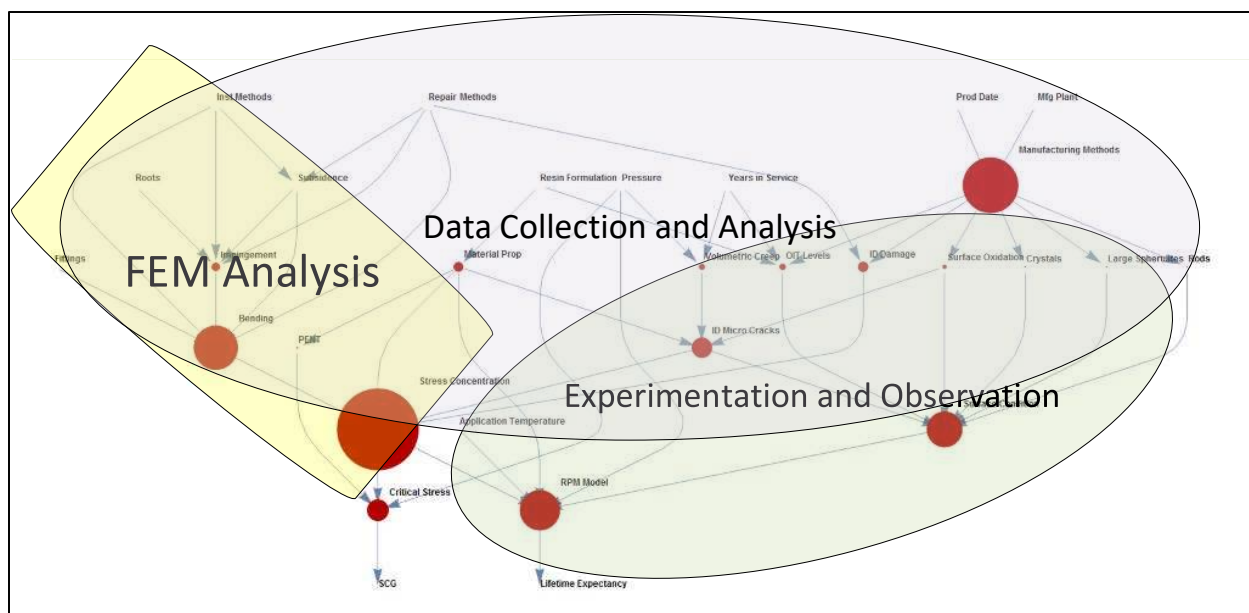 Inst Methods
Repair Methods
Prod Date
Mfg Plant
Manufacturing Methods
Roots
Subsidence
Resin Formulation
Pressure
Years in Service
Data Collection and Analysis
Fittings
Impingement
FEM Analysis
Material Prop
Volumetric Creep
OIT Levels
ID Damage
Surface Oxidation
Crystals
Large Spherulites
Rods
Bending
PENT
ID Micro Cracks
Stress Concentration
Experimentation and Observation
Application Temperature
RPM Model
Critical Stress
SCG
Lifetime Expectancy